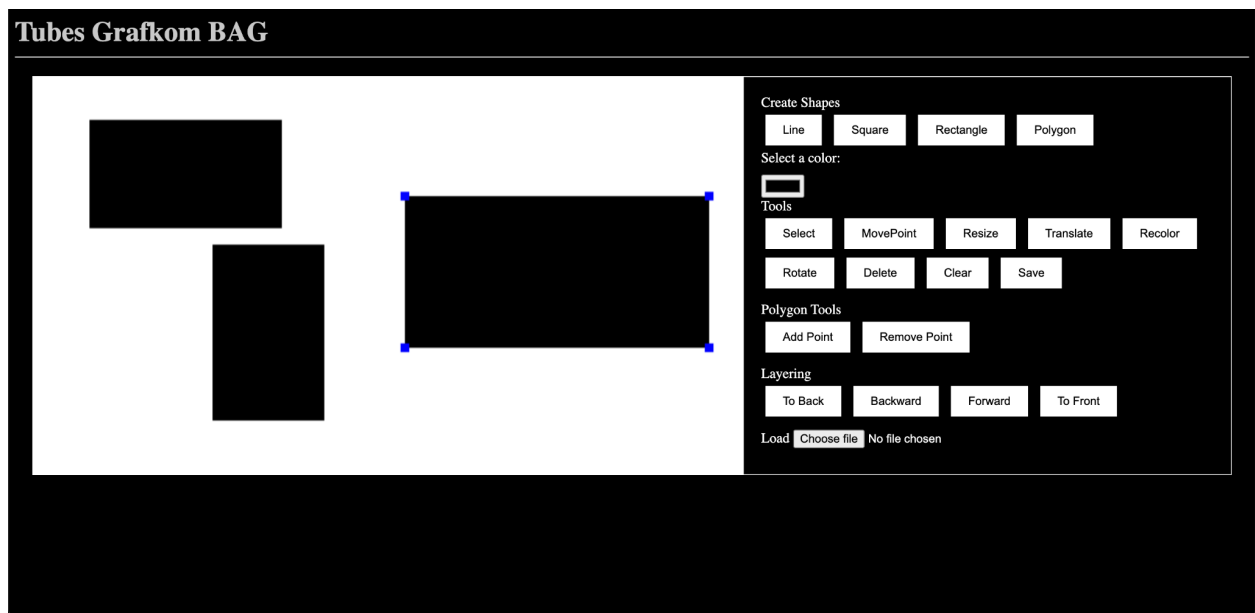 Tubes Grafkom BAG
Create Shapes
Line Square Rectangle Polygon
Select a color:
Tools
Select MovePoint Resize Translate Recolor
Rotate Delete Clear Save
Polygon Tools
Add Point Remove Point
Layering
To Back Backward Forward To Front
Load Choose file No file chosen